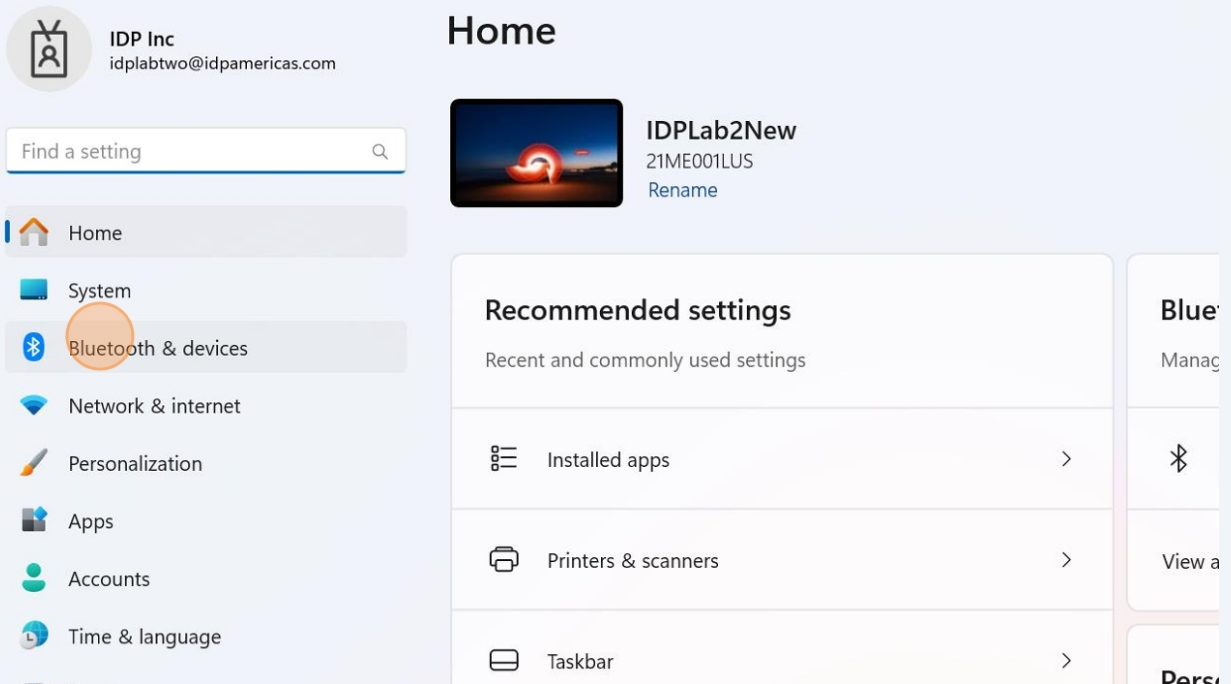 IDP Inc
idplabtwo@idpamericas.com
Find a setting
Home
System
Bluetooth & devices
Network & internet
Personalization
Apps
Accounts
Time & language
Home
IDPLab2New
21ME001LUS
Rename
Recommended settings
Recent and commonly used settings
Installed apps
Printers & scanners
Taskbar
View